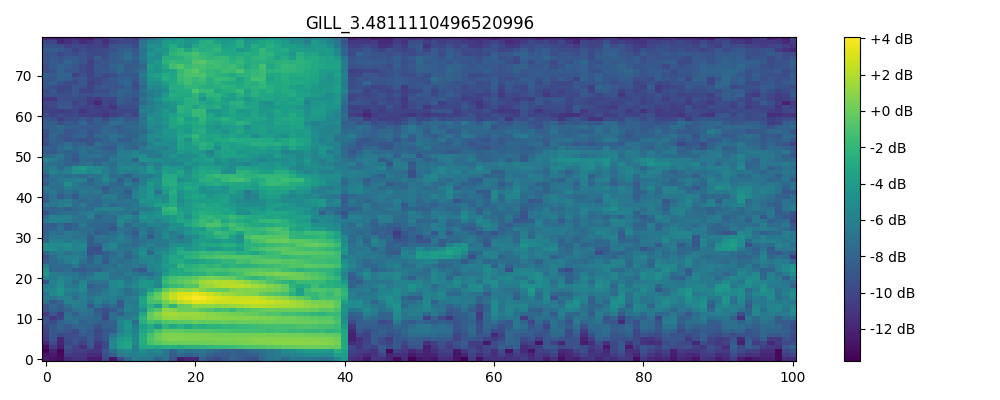 GILL_3.4811110496520996
70
60
50
40
30
20
10
0
0 20 40 60 80 100
+4 dB
+2 dB
+0 dB
-2 dB
-4 dB
-6 dB
-8 dB
-10 dB
-12 dB